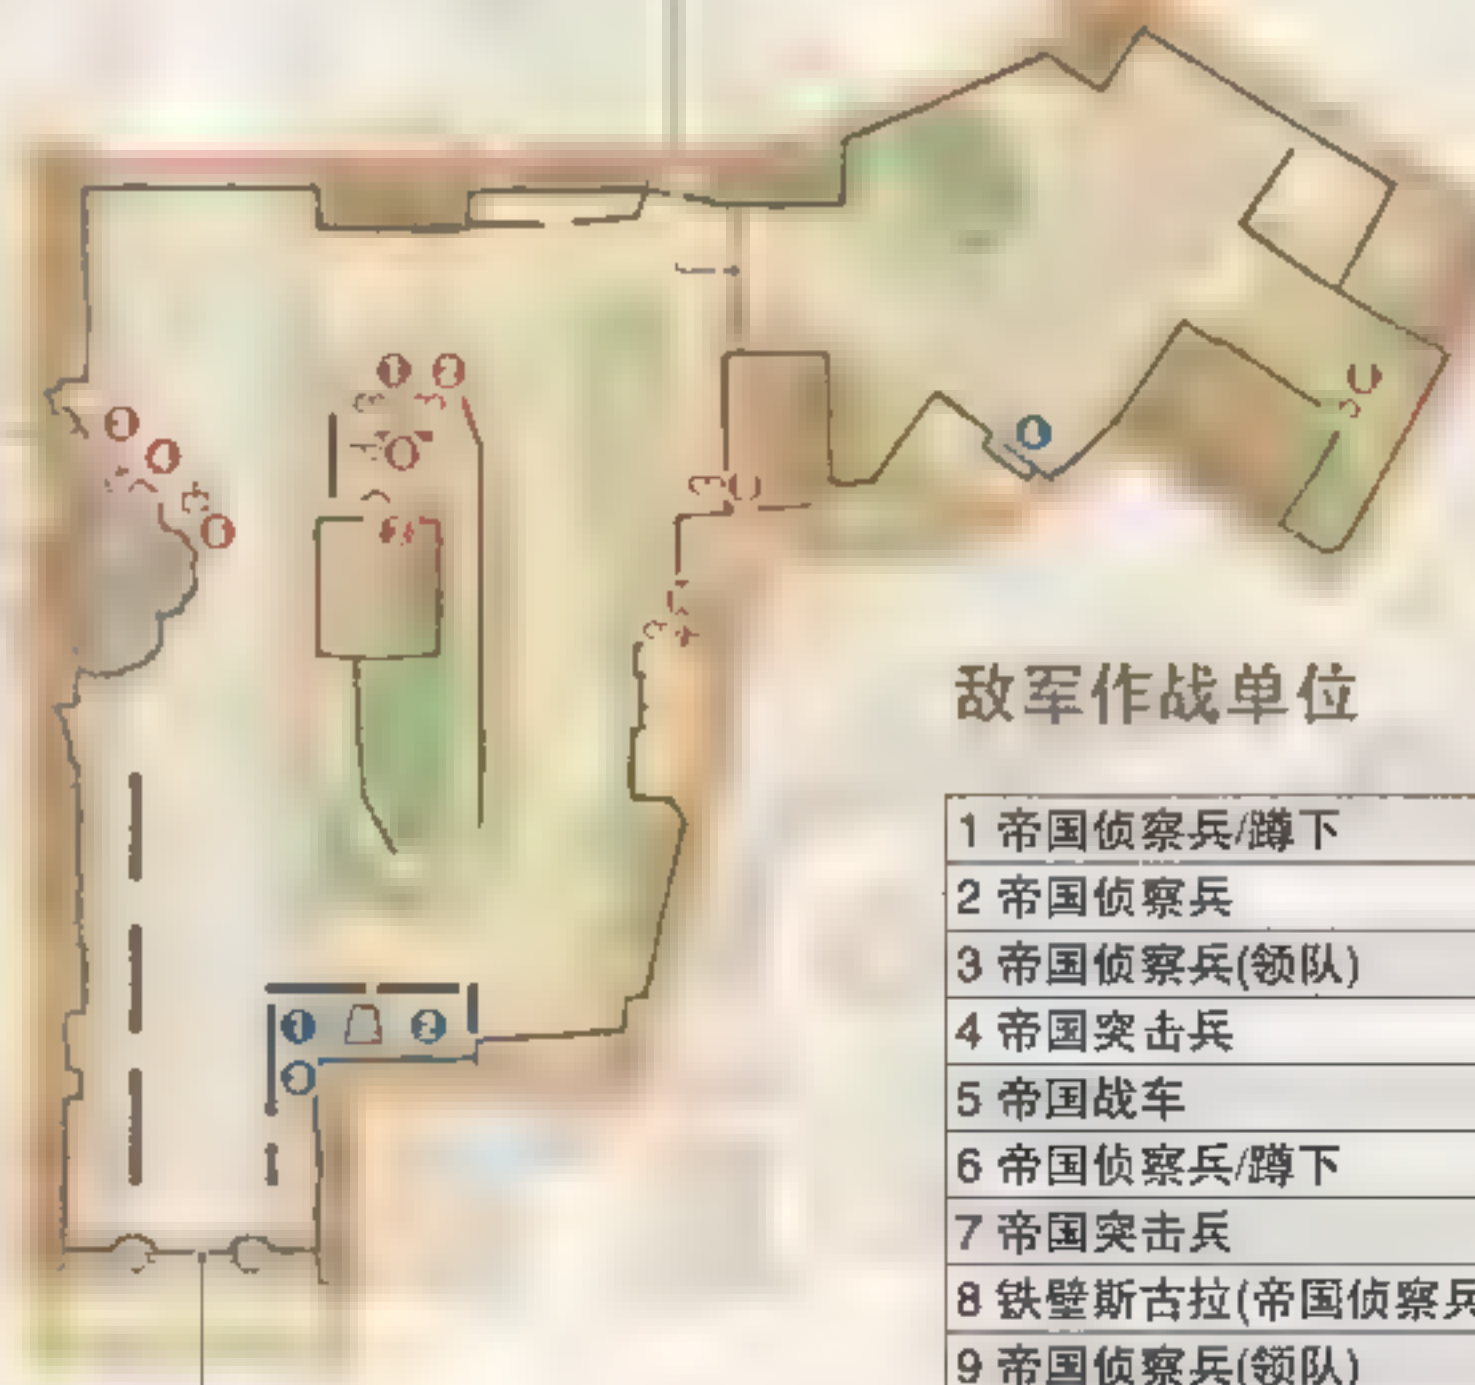 敌军作战单位
1 帝国侦察兵/蹲下
2 帝国侦察兵
3 帝国侦察兵(领队)
4 帝国突击兵
5 帝国战车
6 帝国侦察兵/蹲下
7 帝国突击兵
8 铁壁斯古拉(帝国侦察兵
9 帝国侦察兵(领队)